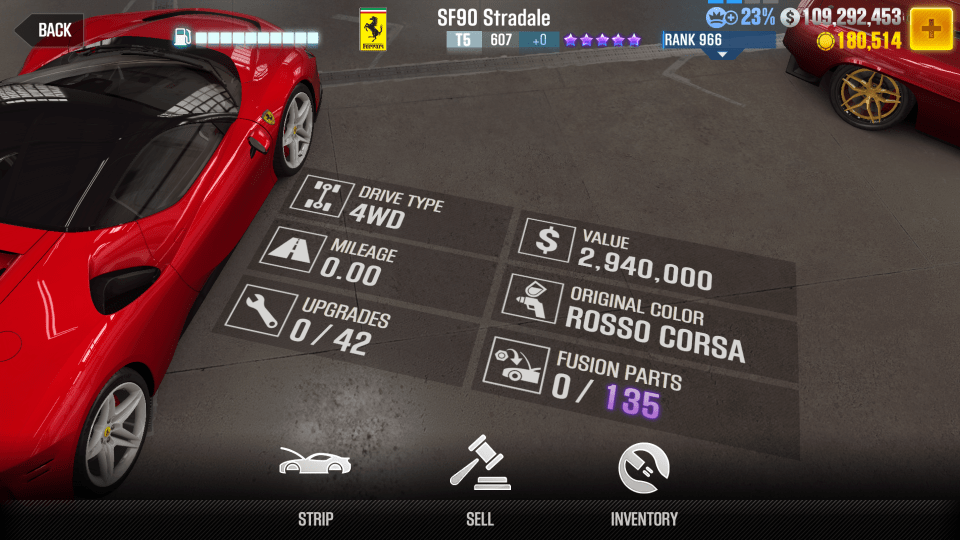 BACK
Ferrari
SF90 Stradale
T5 607 +0
RANK 966
23%
$109,292,453
180,514
DRIVE TYPE
4WD
MILEAGE
0.00
UPGRADES
0/42
$ VALUE
2,940,000
ORIGINAL COLOR
ROSSO CORSA
FUSION PARTS
0/ 135
STRIP
SELL
INVENTORY